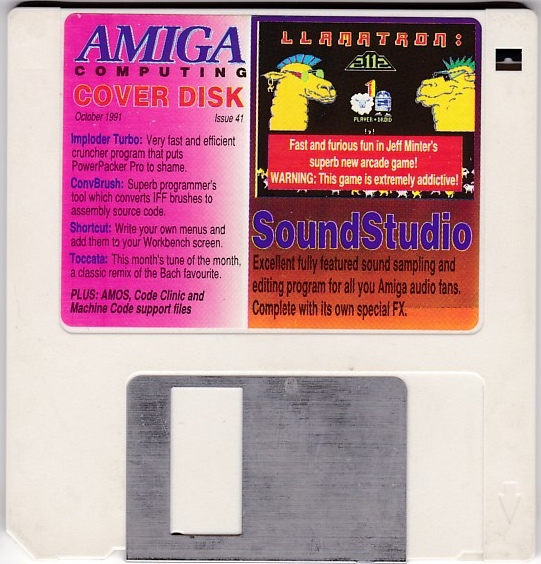 AMIGA
COMPUTING
COVER DISK
October 1991 Issue 41
Imploder Turbo: Very fast and efficient
cruncher program that puts
PowerPacker Pro to shame.
ConvBrush: Superb programmer's
tool which converts IFF brushes to
assembly source code.
Shortcut: Write your own menus and
add them to your Workbench screen.
Toccata: This month's tune of the month,
a classic remix of the Bach favourite.
PLUS: AMOS, Code Clinic and
Machine Code support files
LLAMATRON:
1
PLAYER+DROID
Fast and furious fun in Jeff Minter's
superb new arcade game!
WARNING: This game is extremely addictive!
SoundStudio
Excellent fully featured sound sampling and
editing program for all you Amiga audio fans.
Complete with its own special FX.